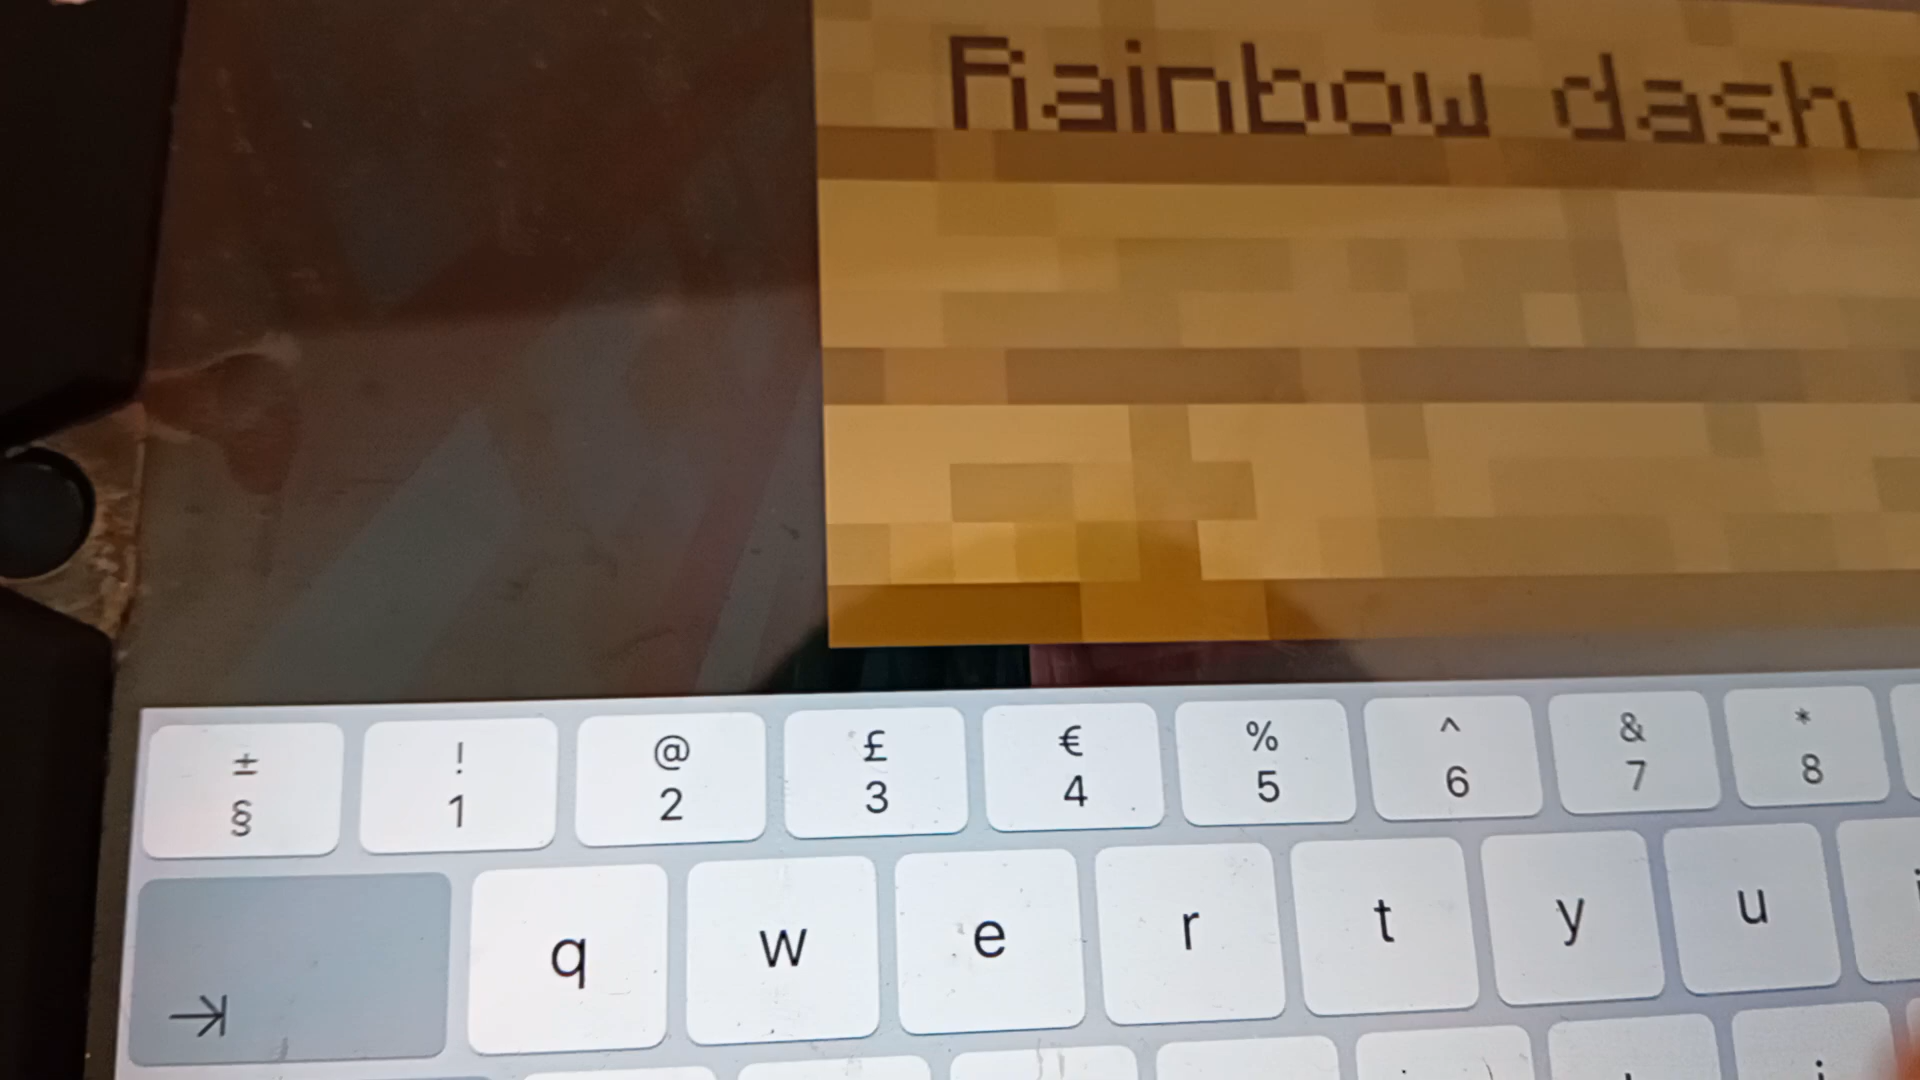 Rainbow dash
± ! @ £ € % ^ & *
§ 1 2 3 4 5 6 7 8
q w e r t y u